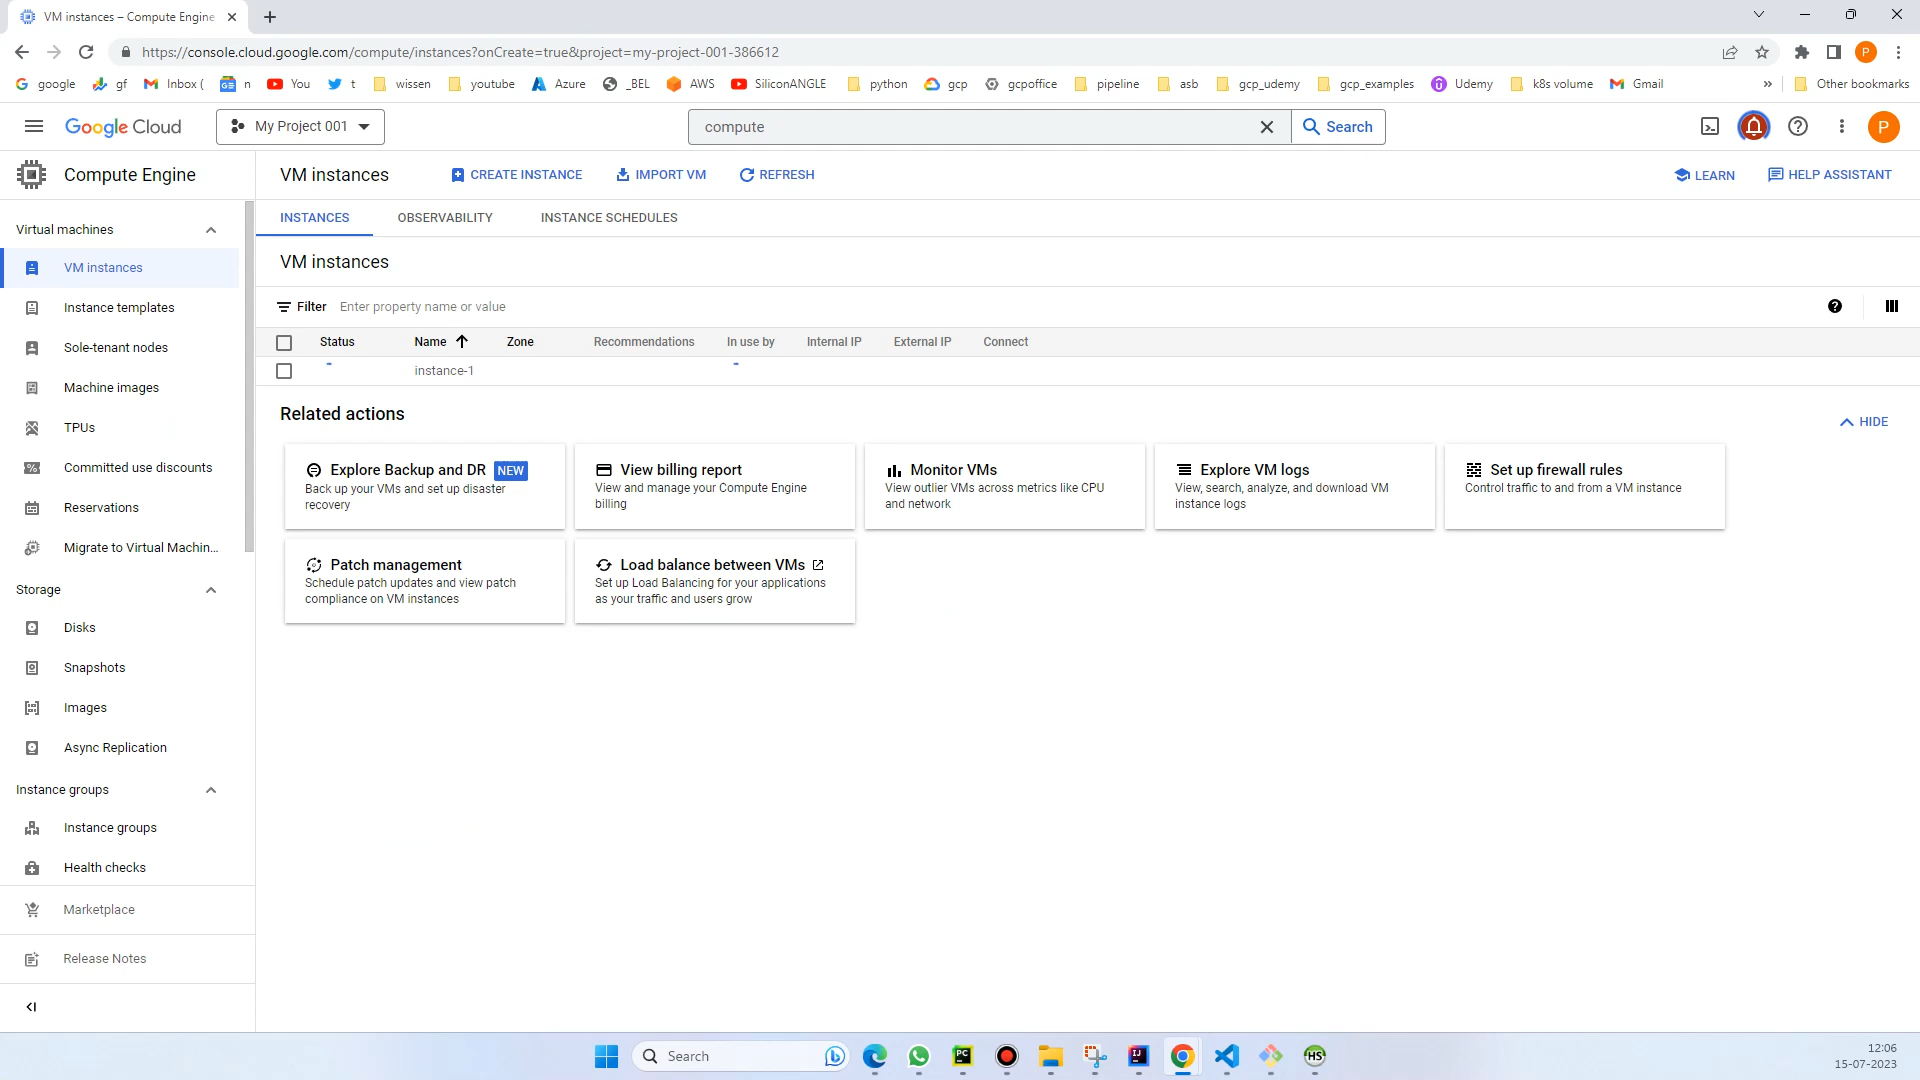 VM instances – Compute Engine
https://console.cloud.google.com/compute/instances?onCreate=true&project=my-project-001-386612
google gf Inbox ( n You t wissen youtube Azure _BEL AWS SiliconANGLE python gcp gcpoffice pipeline asb gcp_udemy gcp_examples Udemy k8s volume Gmail » Other bookmarks
P
Google Cloud My Project 001 compute Search P
Compute Engine VM instances CREATE INSTANCE IMPORT VM REFRESH LEARN HELP ASSISTANT
INSTANCES OBSERVABILITY INSTANCE SCHEDULES
Virtual machines
VM instances
Instance templates
Sole-tenant nodes
Machine images
TPUs
Committed use discounts
Reservations
Migrate to Virtual Machin...
Storage
Disks
Snapshots
Images
Async Replication
Instance groups
Instance groups
Health checks
Marketplace
Release Notes
VM instances
Filter Enter property name or value
Status Name Zone Recommendations In use by Internal IP External IP Connect
instance-1
Related actions
HIDE
Explore Backup and DR NEW
Back up your VMs and set up disaster
recovery
View billing report
View and manage your Compute Engine
billing
Monitor VMs
View outlier VMs across metrics like CPU
and network
Explore VM logs
View, search, analyze, and download VM
instance logs
Set up firewall rules
Control traffic to and from a VM instance
Patch management
Schedule patch updates and view patch
compliance on VM instances
Load balance between VMs
Set up Load Balancing for your applications
as your traffic and users grow
Search
PC
IJ
HS
12:06
15-07-2023